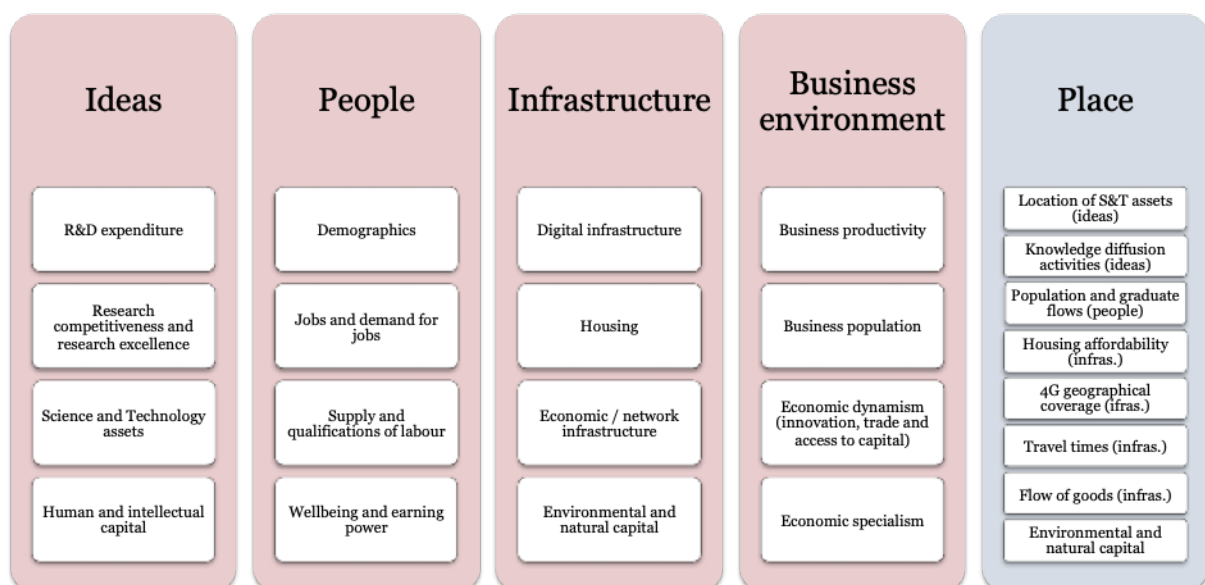 Ideas
R&D expenditure
Research
competitiveness and
research excellence
Science and Technology
assets
Human and intellectual
capital
People
Demographics
Jobs and demand for
jobs
Supply and
qualifications of labour
Wellbeing and earning
power
Infrastructure
Digital infrastructure
Housing
Economic / network
infrastructure
Environmental and
natural capital
Business
environment
Business productivity
Business population
Economic dynamism
(innovation, trade and
access to capital)
Economic specialism
Place
Location of S&T assets
(ideas)
Knowledge diffusion
activities (ideas)
Population and graduate
flows (people)
Housing affordability
(infras.)
4G geographical
coverage (ifras.)
Travel times (infras.)
Flow of goods (infras.)
Environmental and
natural capital